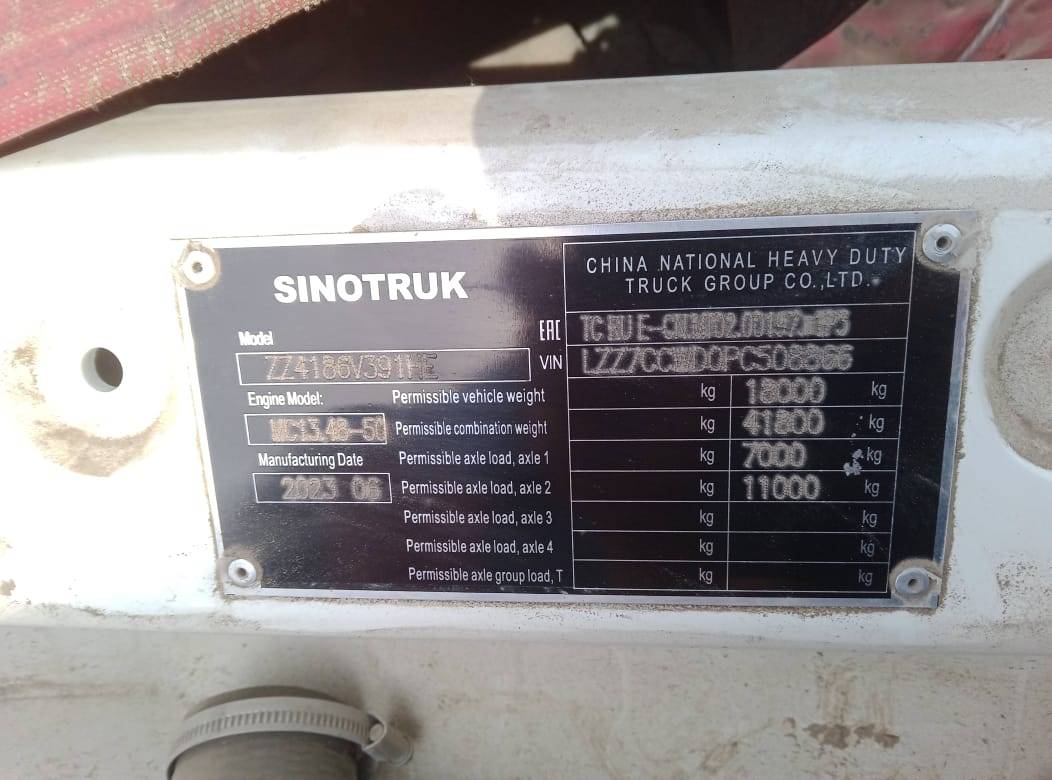 SINOTRUK
CHINA NATIONAL HEAVY DUTY
TRUCK GROUP CO.,LTD.
Model
EAC TC RU
ZZ4186V391HE
VIN
Engine Model:
Permissible vehicle weight kg 18000 kg
MC13.48-50
Permissible combination weight kg 41800 kg
Manufacturing Date
Permissible axle load, axle 1 kg 7000 kg
2023 06
Permissible axle load, axle 2 kg 11000 kg
Permissible axle load, axle 3 kg kg
Permissible axle load, axle 4 kg kg
Permissible axle group load, T kg kg